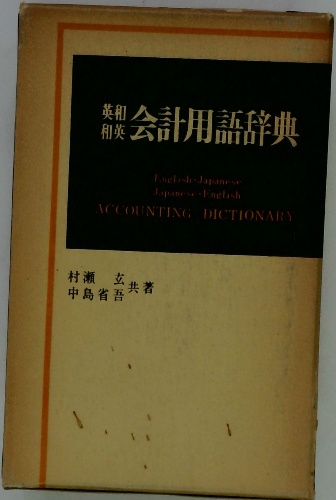 英和
和英 会計用語辞典
English-Japanese
Japanese-English
ACCOUNTING DICTIONARY
村瀬 玄
中島省吾 共著